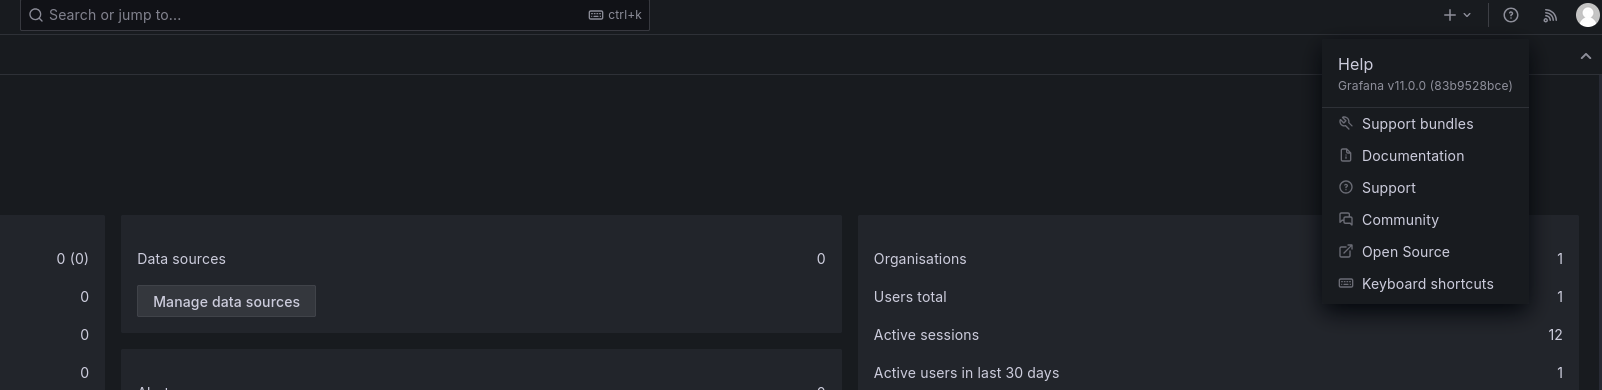 Search or jump to... ctrl+k
Help
Grafana v11.0.0 (83b9528bce)
Support bundles
Documentation
Support
Community
Open Source
Keyboard shortcuts
0 (0)
0
0
0
Data sources 0
Manage data sources
Organisations 1
Users total 1
Active sessions 12
Active users in last 30 days 1